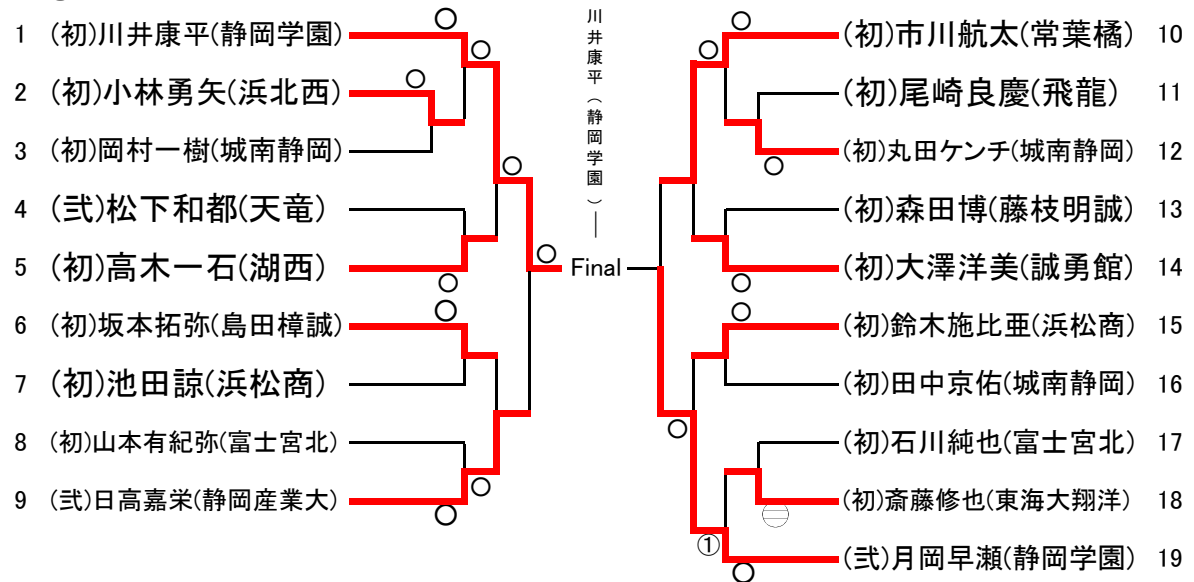 1 (初)川井康平(静岡学園)
2 (初)小林勇矢(浜北西)
3 (初)岡村一樹(城南静岡)
4 (弐)松下和都(天竜)
5 (初)高木一石(湖西)
6 (初)坂本拓弥(島田樟誠)
7 (初)池田諒(浜松商)
8 (初)山本有紀弥(富士宮北)
9 (弐)日高嘉栄(静岡産業大)
川井康平(静岡学園)
Final
(初)市川航太(常葉橘) 10
(初)尾崎良慶(飛龍) 11
(初)丸田ケンチ(城南静岡) 12
(初)森田博(藤枝明誠) 13
(初)大澤洋美(誠勇館) 14
(初)鈴木施比亜(浜松商) 15
(初)田中京佑(城南静岡) 16
(初)石川純也(富士宮北) 17
(初)斎藤修也(東海大翔洋) 18
①
(弐)月岡早瀬(静岡学園) 19